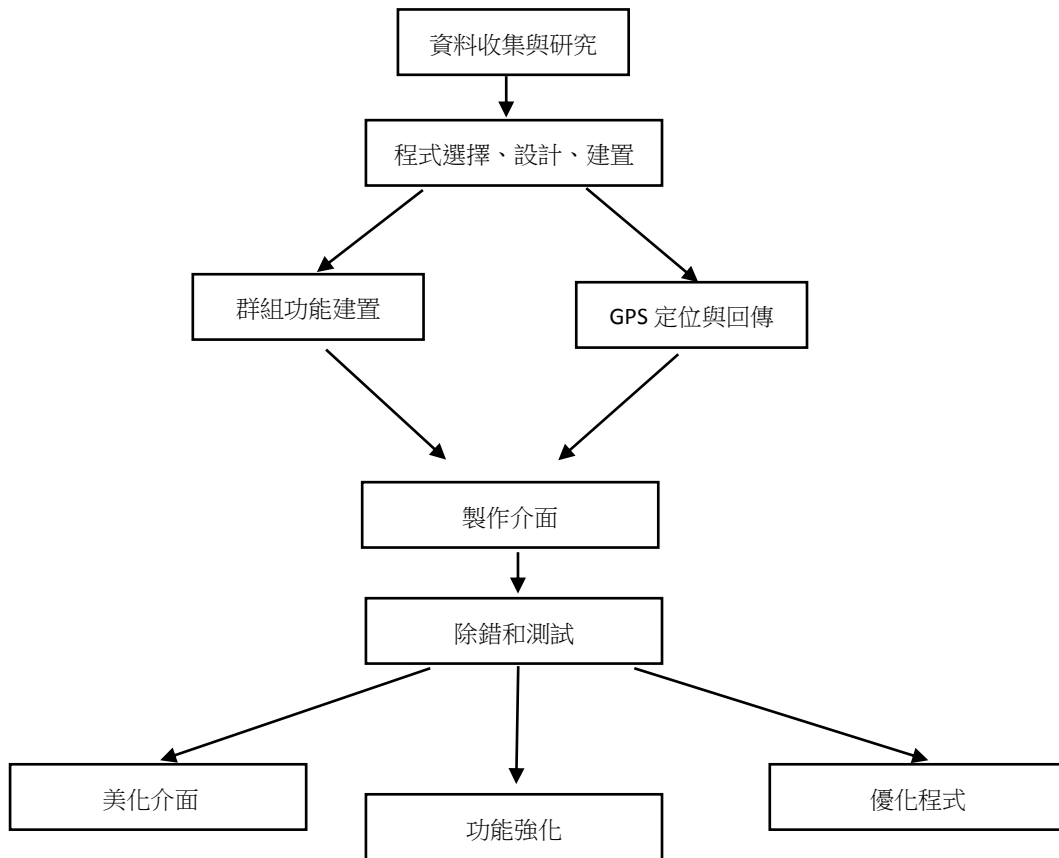 資料收集與研究
程式選擇、設計、建置
群組功能建置
GPS 定位與回傳
製作介面
除錯和測試
美化介面
功能強化
優化程式